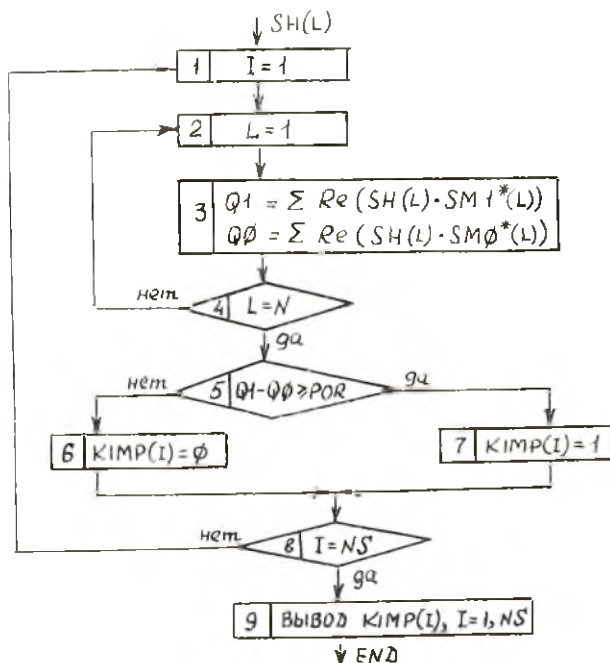 SH(L)
1 I=1
2 L=1
3 Q1 = Σ Re(SH(L)·SM1*(L))
QØ = Σ Re(SH(L)·SMØ*(L))
нет
4 L=N
да
нет
5 Q1-QØ≥POR
да
6 KIMP(I)=Ø
7 KIMP(I)=1
нет
8 I=NS
да
9 ВЫВОД KIMP(I), I=1,NS
END